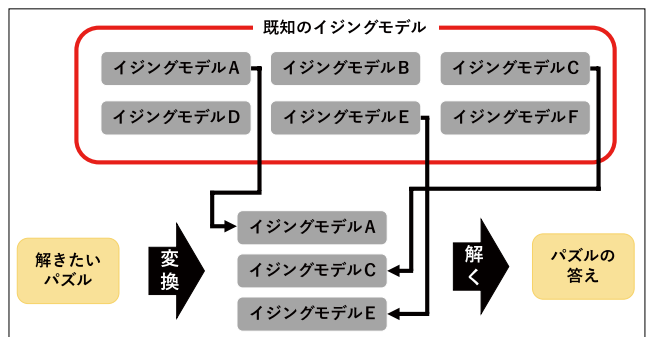 既知のイジングモデル
イジングモデルA
イジングモデルB
イジングモデルC
イジングモデルD
イジングモデルE
イジングモデルF
解きたい
パズル
変換
イジングモデルA
イジングモデルC
イジングモデルE
解く
パズルの
答え